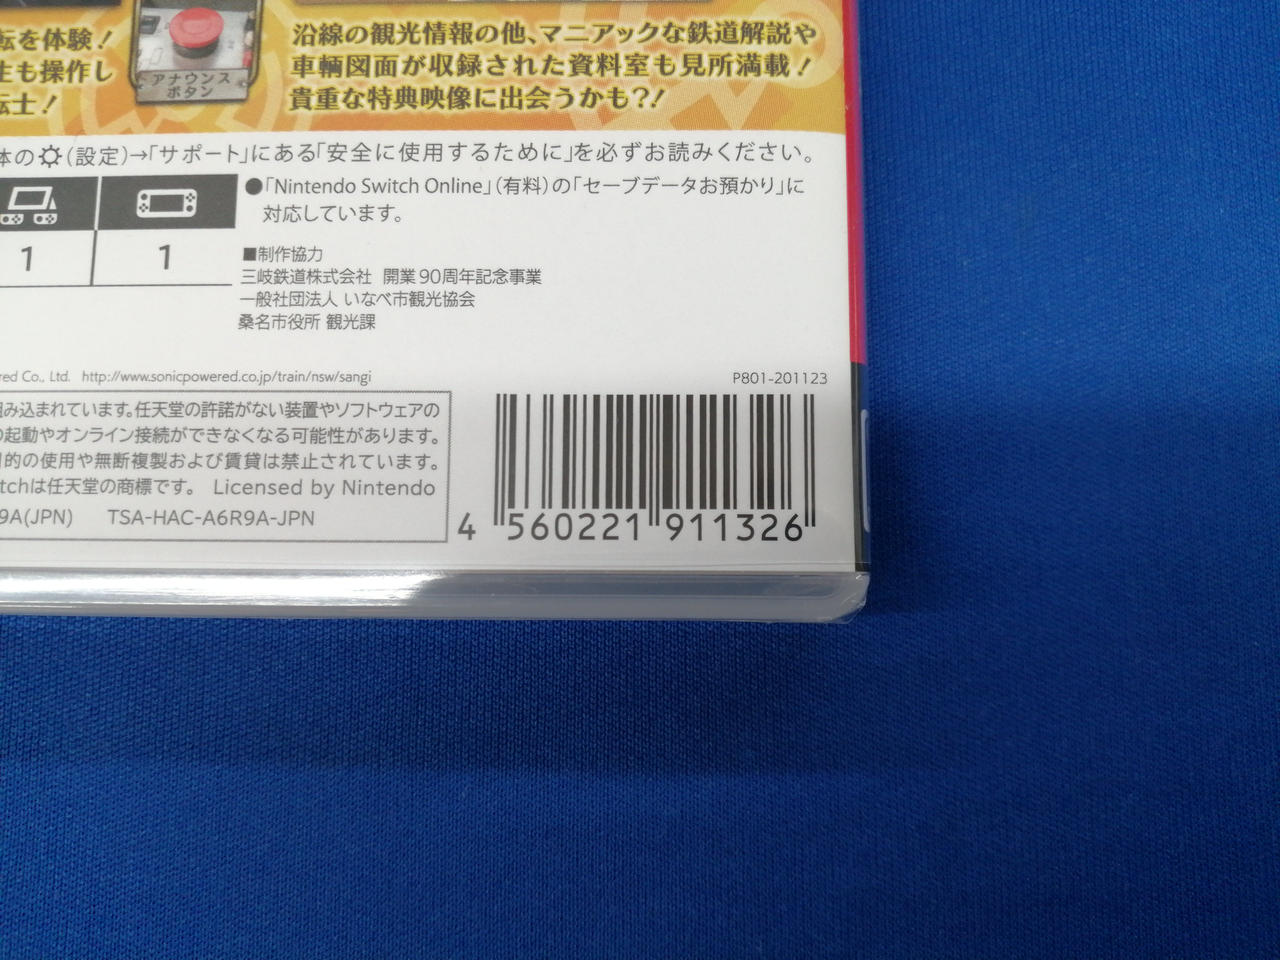 転を体験！
生も操作し
転士！
アナウンス
ボタン
沿線の観光情報の他、マニアックな鉄道解説や
車輌図面が収録された資料室も見所満載！
貴重な特典映像に出会うかも?!
体の(設定)→「サポート」にある「安全に使用するために」を必ずお読みください。
1
1
●「Nintendo Switch Online」(有料)の「セーブデータお預かり」に
対応しています。
■制作協力
三岐鉄道株式会社 開業90周年記念事業
一般社団法人 いなべ市観光協会
桑名市役所 観光課
red Co., Ltd. http://www.sonicpowered.co.jp/train/nsw/sangi
P801-201123
組み込まれています。任天堂の許諾がない装置やソフトウェアの
の起動やオンライン接続ができなくなる可能性があります。
目的の使用や無断複製および賃貸は禁止されています。
itchは任天堂の商標です。 Licensed by Nintendo
9A(JPN) TSA-HAC-A6R9A-JPN
4 560221 911326